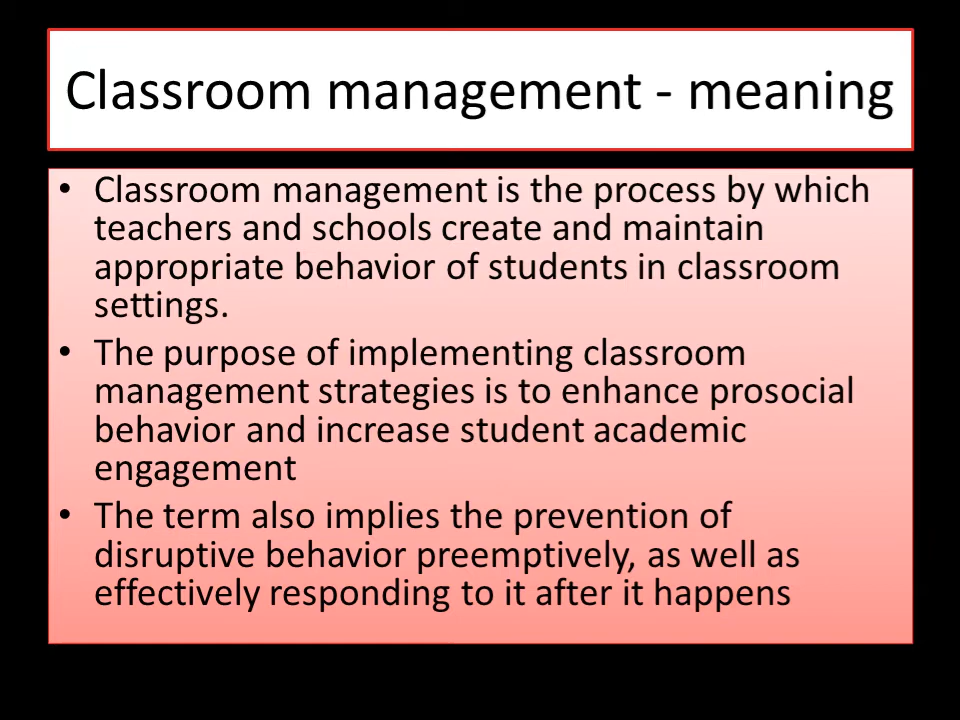 Classroom management - meaning
• Classroom management is the process by which
teachers and schools create and maintain
appropriate behavior of students in classroom
settings.
• The purpose of implementing classroom
management strategies is to enhance prosocial
behavior and increase student academic
engagement
• The term also implies the prevention of
disruptive behavior preemptively, as well as
effectively responding to it after it happens